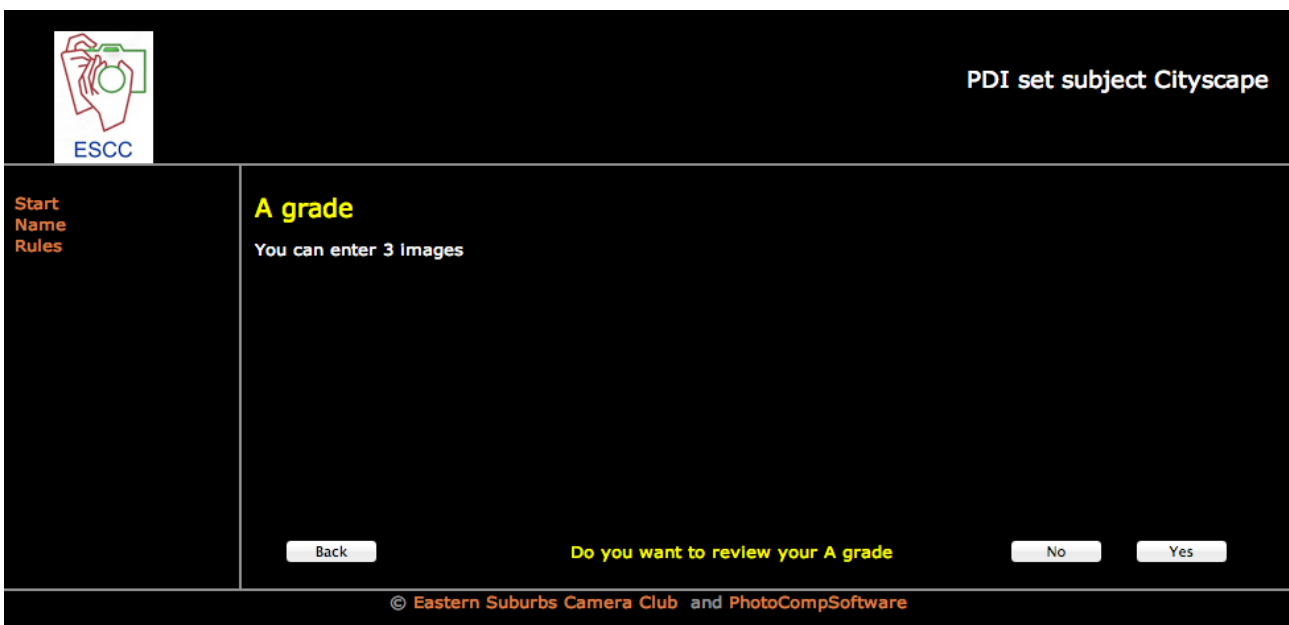 ESCC
PDI set subject Cityscape
Start
Name
Rules
A grade
You can enter 3 images
Back
Do you want to review your A grade
No
Yes
© Eastern Suburbs Camera Club and PhotoCompSoftware